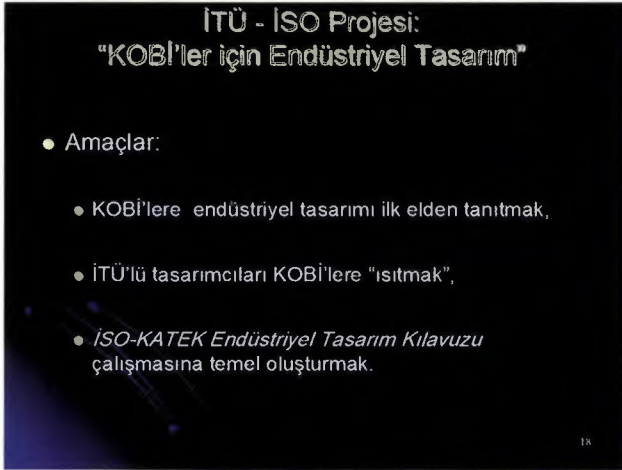 İTÜ - İSO Projesi:
"KOBİ'ler için Endüstriyel Tasarım"
Amaçlar:
KOBİ'lere endüstriyel tasarımı ilk elden tanıtmak,
İTÜ'lü tasarımcıları KOBİ'lere "ısıtmak",
İSO-KATEK Endüstriyel Tasarım Kılavuzu
çalışmasına temel oluşturmak.
18